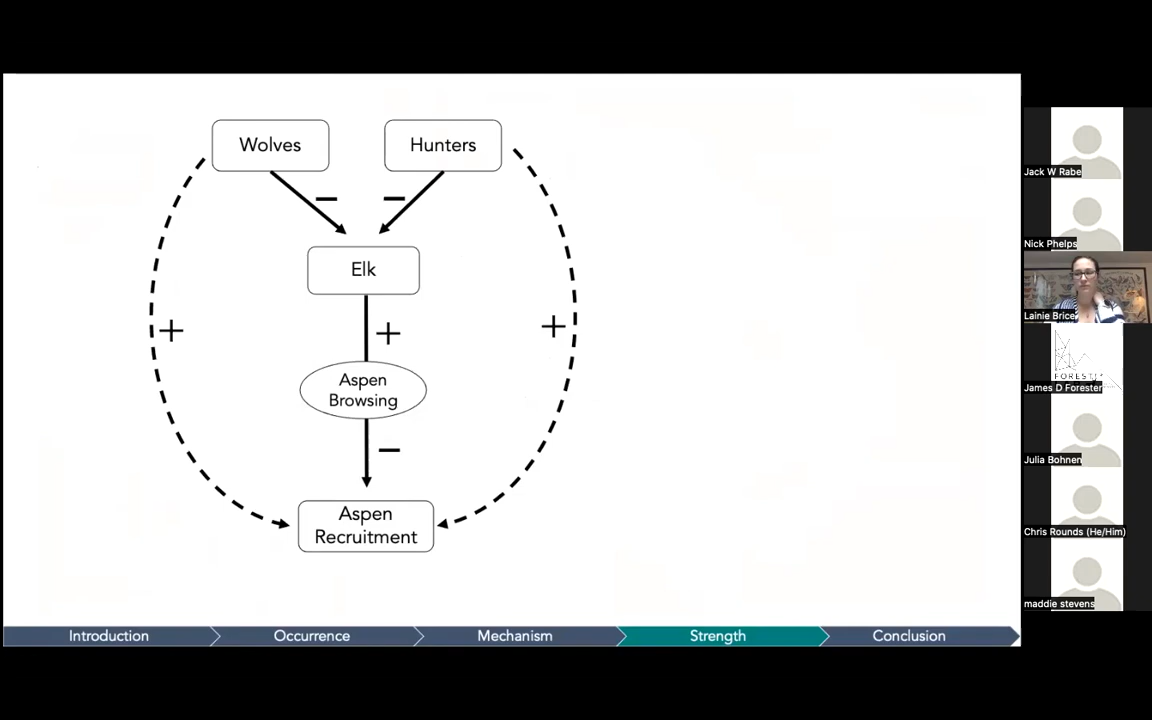 Wolves
Hunters
−
−
Elk
+
+
+
Aspen
Browsing
−
Aspen
Recruitment
Introduction
Occurrence
Mechanism
Strength
Conclusion
Jack W Rabe
Nick Phelps
Lainie Brice
FOREST
James D Forester
Julia Bohnen
Chris Rounds (He/Him)
maddie stevens